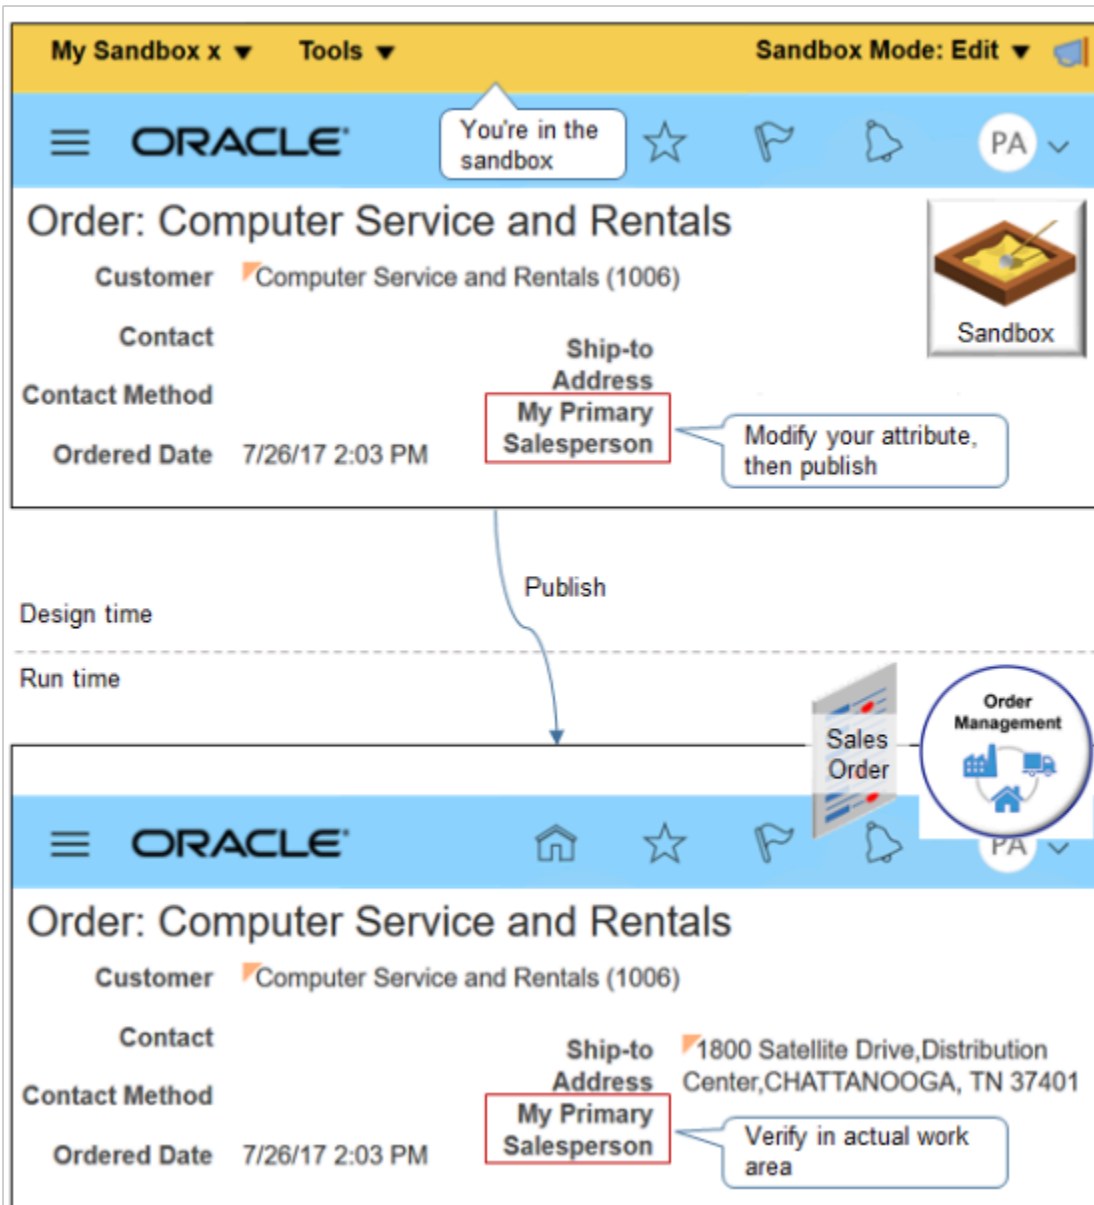 My Sandbox x ▼ Tools ▼ Sandbox Mode: Edit ▼
ORACLE
You're in the
sandbox
PA
Order: Computer Service and Rentals
Customer Computer Service and Rentals (1006)
Sandbox
Contact
Ship-to
Address
Contact Method
My Primary
Salesperson
Modify your attribute,
then publish
Ordered Date 7/26/17 2:03 PM
Publish
Design time
Run time
Sales
Order
Order
Management
ORACLE
PA
Order: Computer Service and Rentals
Customer Computer Service and Rentals (1006)
Contact
Ship-to
Address
1800 Satellite Drive,Distribution
Center,CHATTANOOGA, TN 37401
Contact Method
My Primary
Salesperson
Verify in actual work
area
Ordered Date 7/26/17 2:03 PM